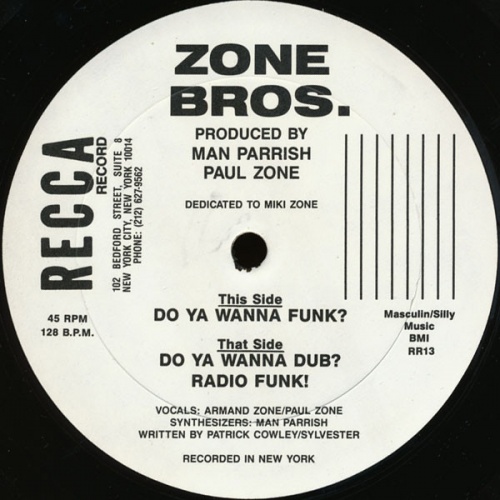 ZONE
BROS.
PRODUCED BY
MAN PARRISH
PAUL ZONE
DEDICATED TO MIKI ZONE
RECCA
RECORD
102 BEDFORD STREET, SUITE 8
NEW YORK CITY, NEW YORK 10014
PHONE: (212) 627-9562
45 RPM
128 B.P.M.
This Side
DO YA WANNA FUNK?
That Side
DO YA WANNA DUB?
RADIO FUNK!
Masculin/Silly
Music
BMI
RR13
VOCALS: ARMAND ZONE/PAUL ZONE
SYNTHESIZERS: MAN PARRISH
WRITTEN BY PATRICK COWLEY/SYLVESTER
RECORDED IN NEW YORK